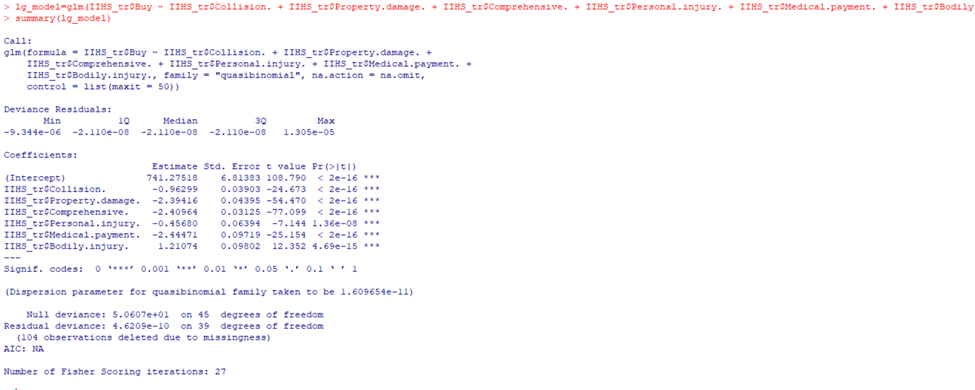 > lg_model=glm(IIHS_tr$Buy ~ IIHS_tr$Collision. + IIHS_tr$Property.damage. + IIHS_tr$Comprehensive. + IIHS_tr$Personal.injury. + IIHS_tr$Medical.payment. + IIHS_tr$Bodily
> summary(lg_model)
Call:
glm(formula = IIHS_tr$Buy ~ IIHS_tr$Collision. + IIHS_tr$Property.damage. +
IIHS_tr$Comprehensive. + IIHS_tr$Personal.injury. + IIHS_tr$Medical.payment. +
IIHS_tr$Bodily.injury., family = "quasibinomial", na.action = na.omit,
control = list(maxit = 50))
Deviance Residuals:
Min 1Q Median 3Q Max
-9.344e-06 -2.110e-08 -2.110e-08 -2.110e-08 1.305e-05
Coefficients:
Estimate Std. Error t value Pr(>|t|)
(Intercept) 741.27518 6.81383 108.790 < 2e-16 ***
IIHS_tr$Collision. -0.96299 0.03903 -24.673 < 2e-16 ***
IIHS_tr$Property.damage. -2.39416 0.04395 -54.470 < 2e-16 ***
IIHS_tr$Comprehensive. -2.40964 0.03125 -77.099 < 2e-16 ***
IIHS_tr$Personal.injury. -0.45680 0.06394 -7.144 1.36e-08 ***
IIHS_tr$Medical.payment. -2.44471 0.09719 -25.154 < 2e-16 ***
IIHS_tr$Bodily.injury. 1.21074 0.09802 12.352 4.69e-15 ***
---
Signif. codes: 0 ‘***’ 0.001 ‘**’ 0.01 ‘*’ 0.05 ‘.’ 0.1 ‘ ’ 1
(Dispersion parameter for quasibinomial family taken to be 1.609654e-11)
Null deviance: 5.0607e+01 on 45 degrees of freedom
Residual deviance: 4.6209e-10 on 39 degrees of freedom
(104 observations deleted due to missingness)
AIC: NA
Number of Fisher Scoring iterations: 27